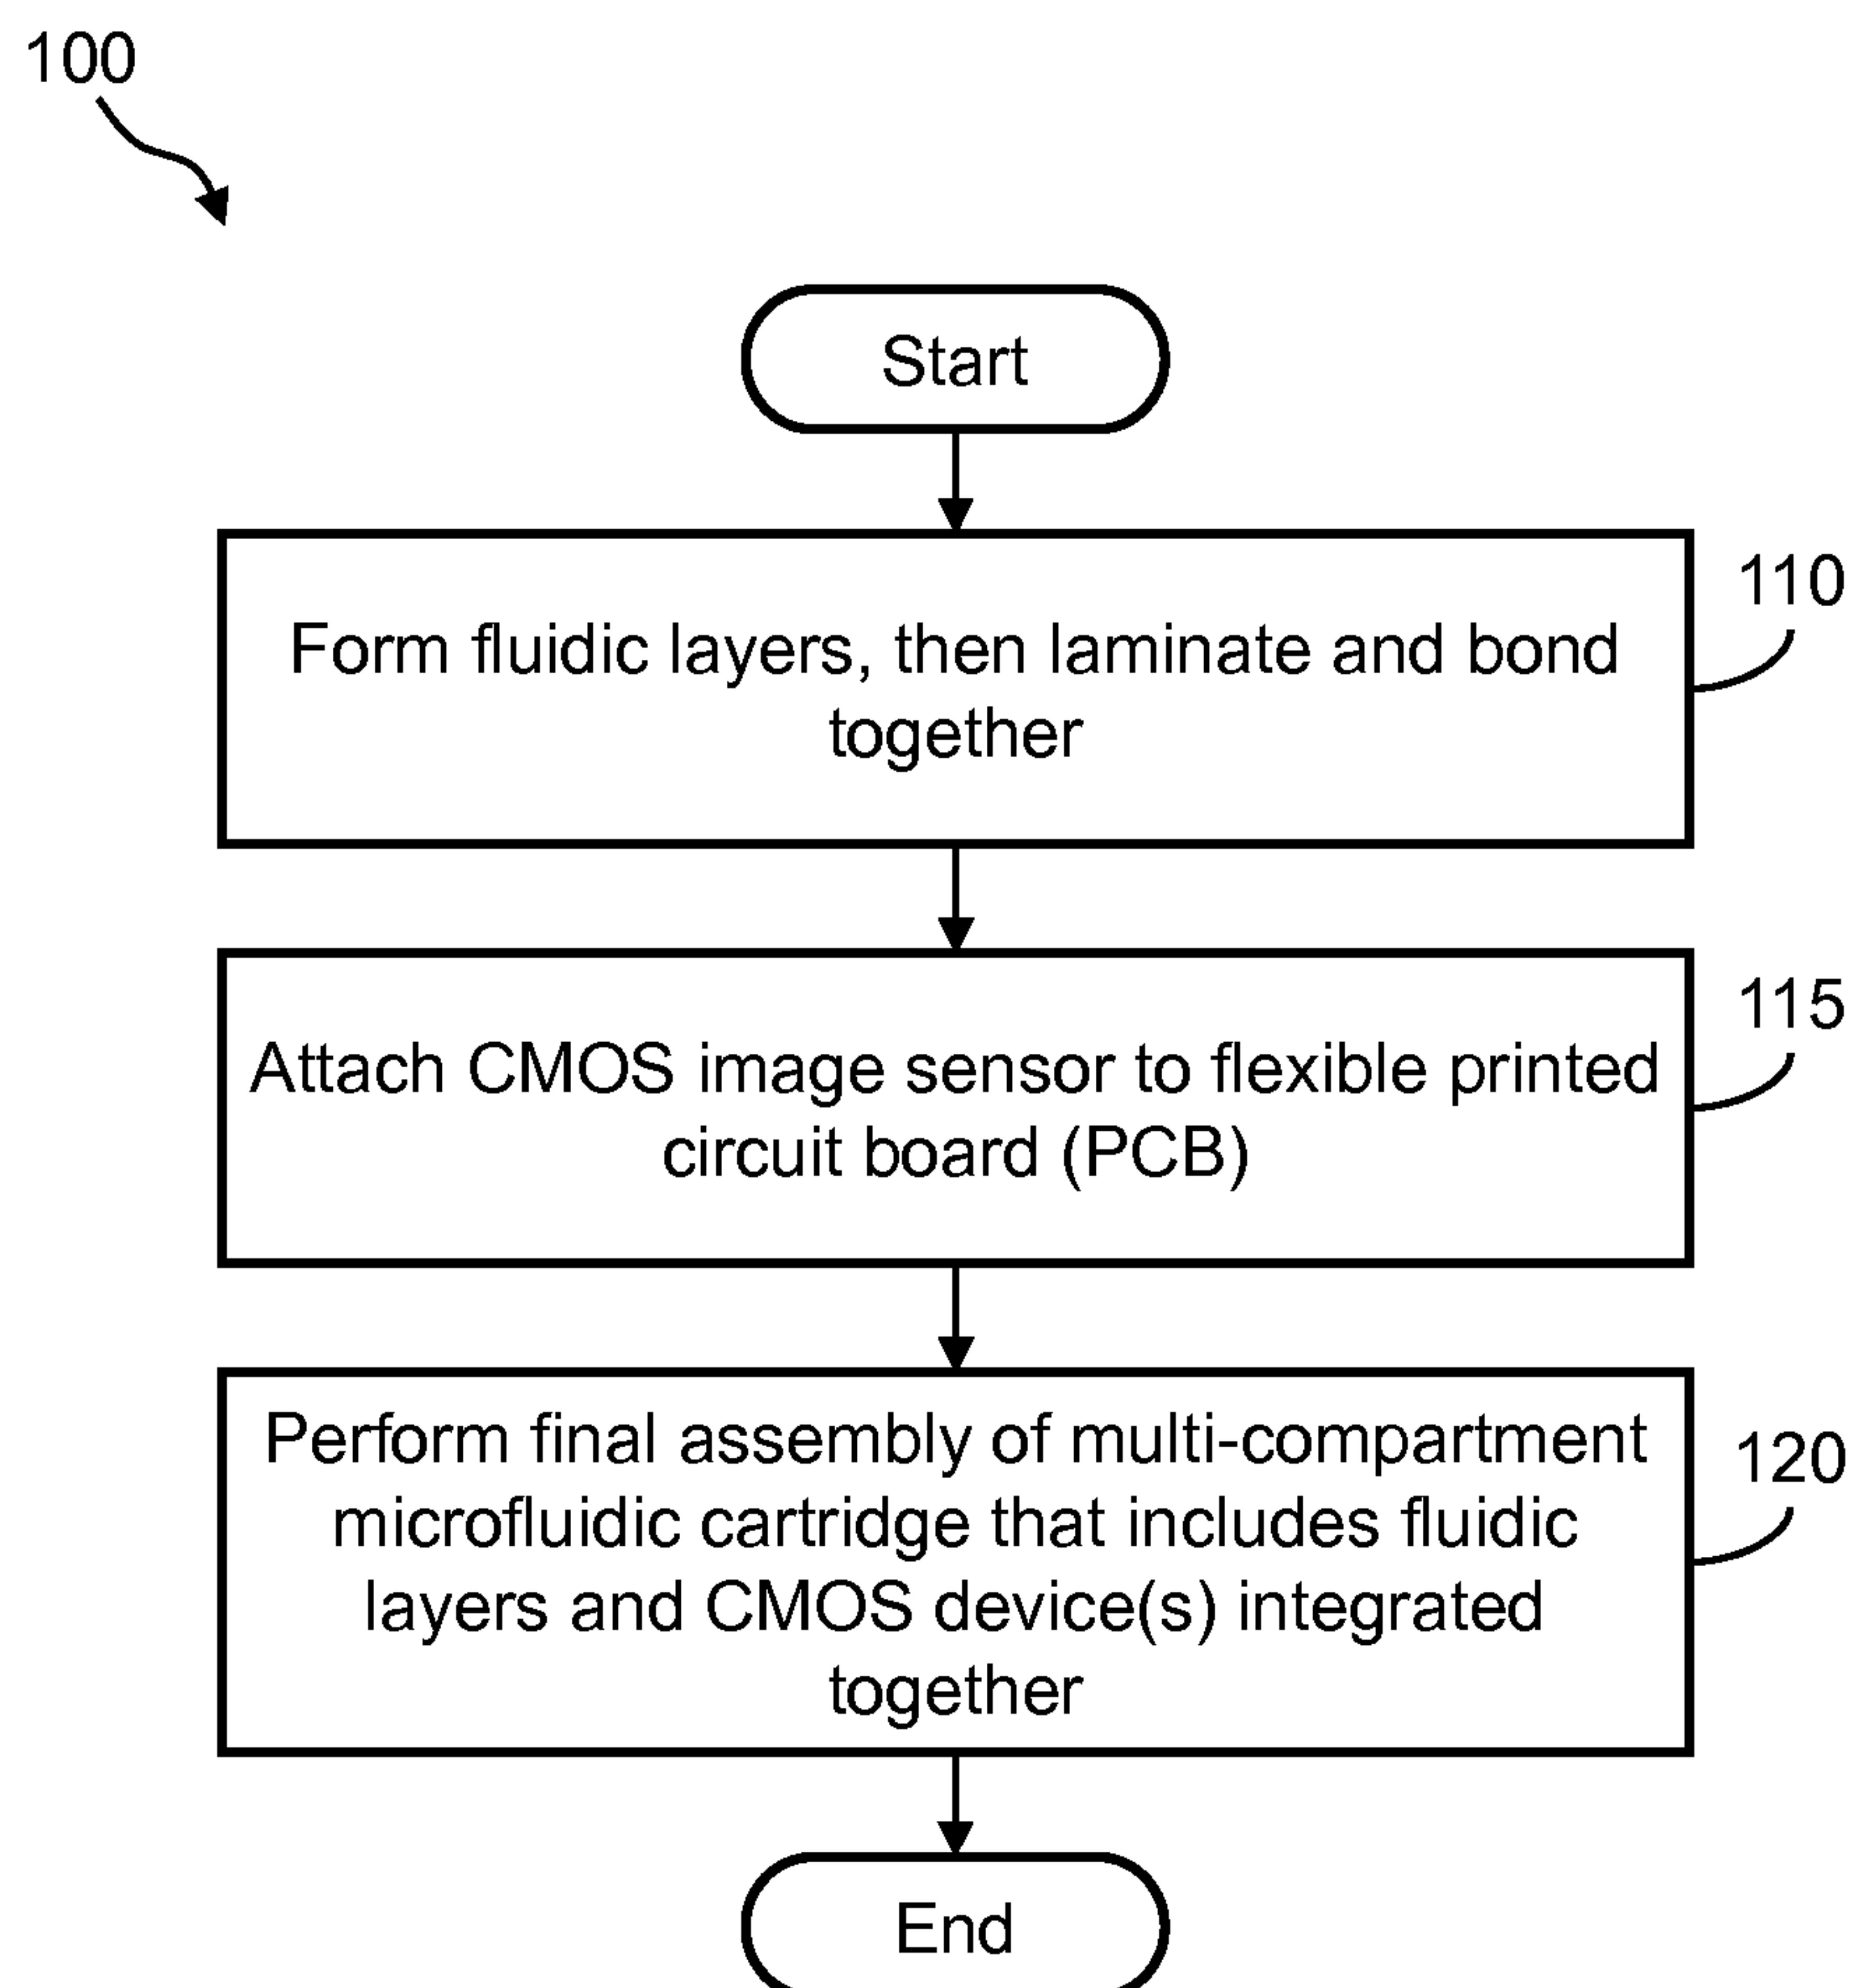 100
Start
110
Form fluidic layers, then laminate and bond
together
115
Attach CMOS image sensor to flexible printed
circuit board (PCB)
120
Perform final assembly of multi-compartment
microfluidic cartridge that includes fluidic
layers and CMOS device(s) integrated
together
End